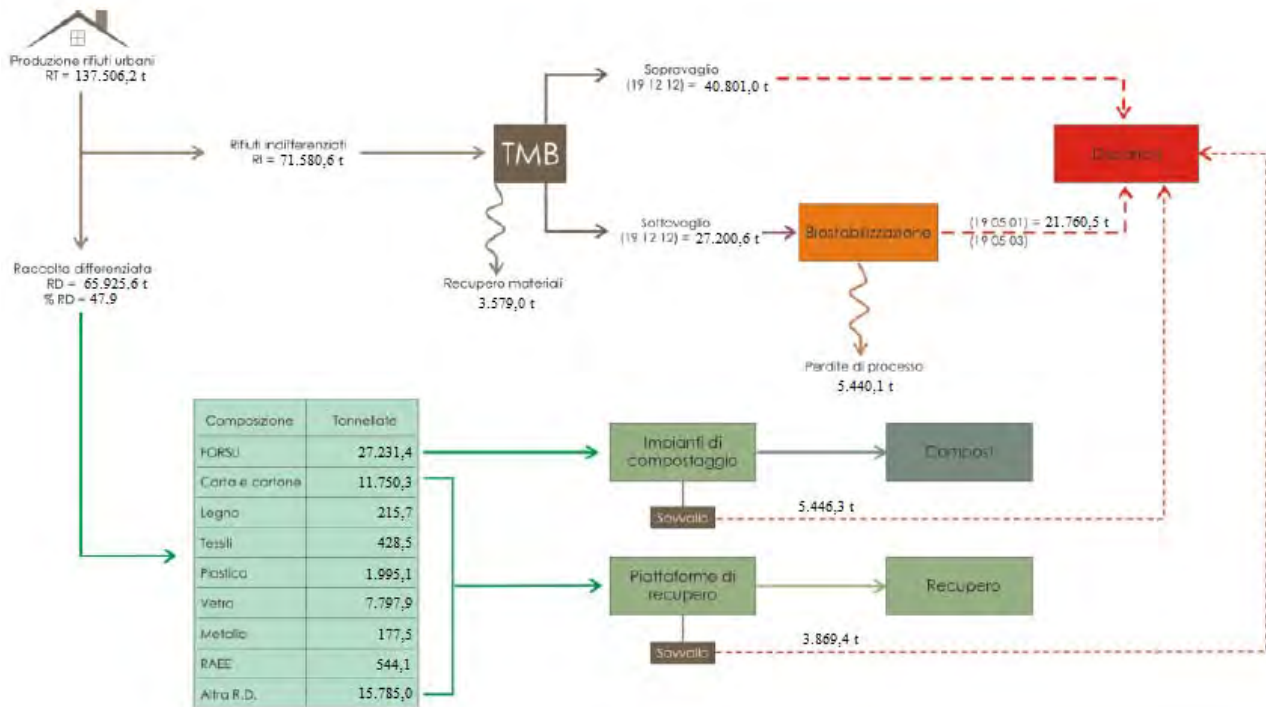 Produzione rifiuti urbani
RT = 137.506,2 t
Rifiuti indifferenziati
RI = 71.580,6 t
TMB
Sopravaglio
(19 12 12) = 40.801,0 t
Discarica
Sottovaglio
(19 12 12) = 27.200,6 t
Biostabilizzazione
(19 05 01) = 21.760,5 t
(19 05 03)
Recupero materiali
3.579,0 t
Perdite di processo
5.440,1 t
Raccolta differenziata
RD = 65.925,6 t
% RD = 47.9
Composizione Tonnellate
FORSU 27.231,4
Carta e cartone 11.750,3
Legno 215,7
Tessili 428,5
Plastica 1.995,1
Vetro 7.797,9
Metallo 177,5
RAEE 544,1
Altra R.D. 15.785,0
Impianti di
compostaggio
Compost
Sovvallo
5.446,3 t
Piattaforme di
recupero
Recupero
Sovvallo
3.869,4 t